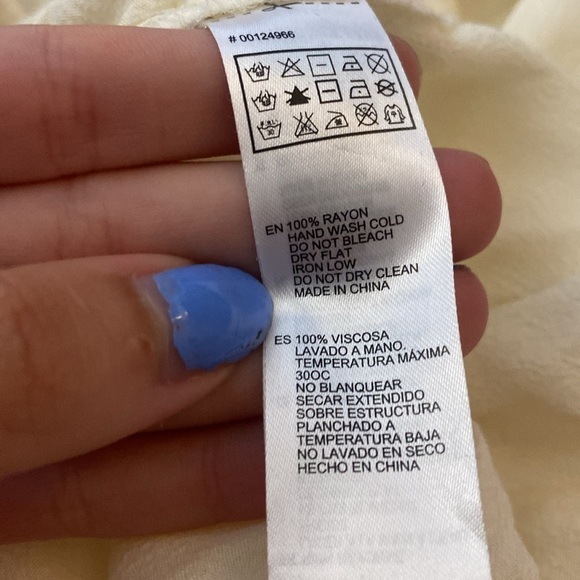 # 00124966
EN 100% RAYON
HAND WASH COLD
DO NOT BLEACH
DRY FLAT
IRON LOW
DO NOT DRY CLEAN
MADE IN CHINA
ES 100% VISCOSA
LAVADO A MANO.
TEMPERATURA MÁXIMA
30OC
NO BLANQUEAR
SECAR EXTENDIDO
SOBRE ESTRUCTURA
PLANCHADO A
TEMPERATURA BAJA
NO LAVADO EN SECO
HECHO EN CHINA